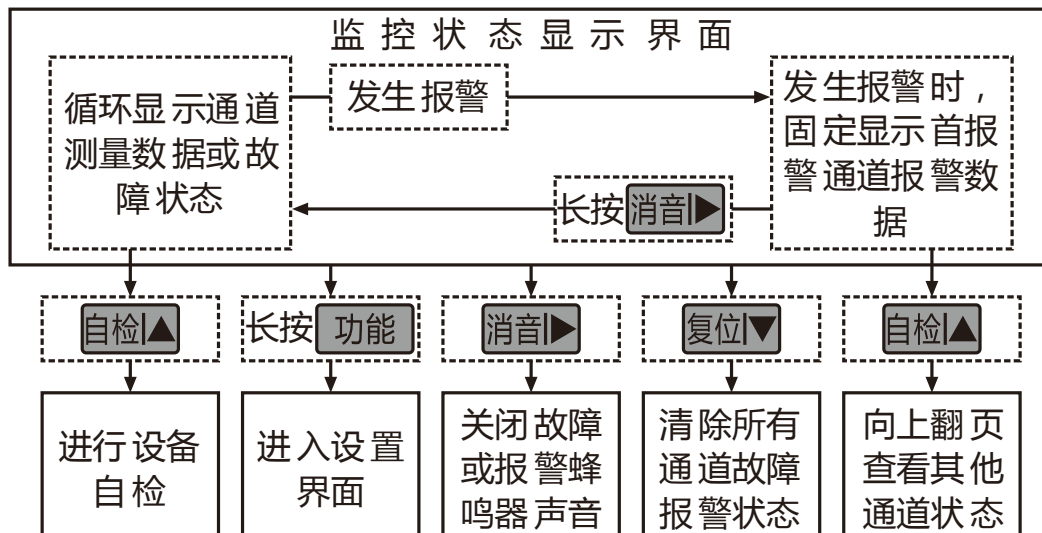 监控状态显示界面
循环显示通道
测量数据或故
障状态
发生报警
发生报警时，
固定显示首报
警通道报警数
据
长按 消音|▶
自检|▲
长按 功能
消音|▶
复位|▼
自检|▲
进行设备
自检
进入设置
界面
关闭故障
或报警蜂
鸣器声音
清除所有
通道故障
报警状态
向上翻页
查看其他
通道状态